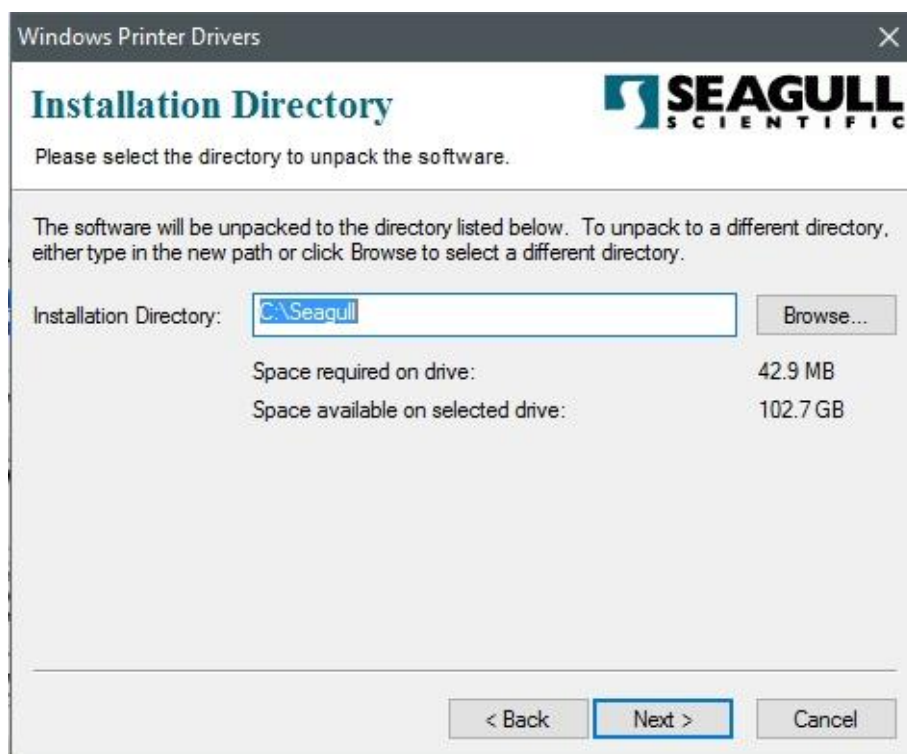 Windows Printer Drivers
Installation Directory
SEAGULL
SCIENTIFIC
Please select the directory to unpack the software.
The software will be unpacked to the directory listed below. To unpack to a different directory,
either type in the new path or click Browse to select a different directory.
Installation Directory: C:\Seagull Browse...
Space required on drive: 42.9 MB
Space available on selected drive: 102.7 GB
< Back Next > Cancel